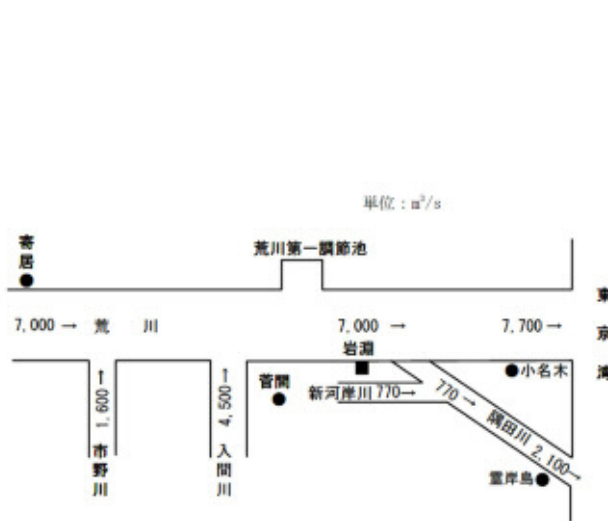 単位：m³/s
寄居
荒川第一調節池
東京湾
7,000 → 荒川
7,000 →
7,700 →
岩淵
小名木
菅間
新河岸川 770→
770 →
隅田川 2,100→
1,600→
市野川
4,500→
入間川
霊岸島